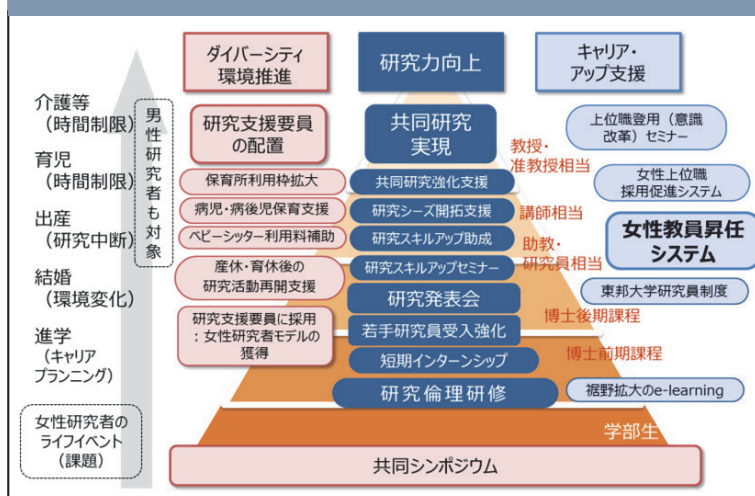 ダイバーシティ
環境推進
研究力向上
キャリア・
アップ支援
介護等
(時間制限)
育児
(時間制限)
出産
(研究中断)
結婚
(環境変化)
進学
(キャリア
プランニング)
女性研究者の
ライフイベント
(課題)
男性研究者も対象
研究支援要員
の配置
保育所利用枠拡大
病児・病後児保育支援
ベビーシッター利用料補助
産休・育休後の
研究活動再開支援
研究支援要員に採用
:女性研究者モデルの
獲得
共同研究
実現
共同研究強化支援
研究シーズ開拓支援
研究スキルアップ助成
研究スキルアップセミナー
研究発表会
若手研究員受入強化
短期インターンシップ
研究倫理研修
教授・
准教授相当
講師相当
助教・
研究員相当
博士後期課程
博士前期課程
学部生
上位職登用(意識
改革)セミナー
女性上位職
採用促進システム
女性教員昇任
システム
東邦大学研究員制度
裾野拡大のe-learning
共同シンポジウム